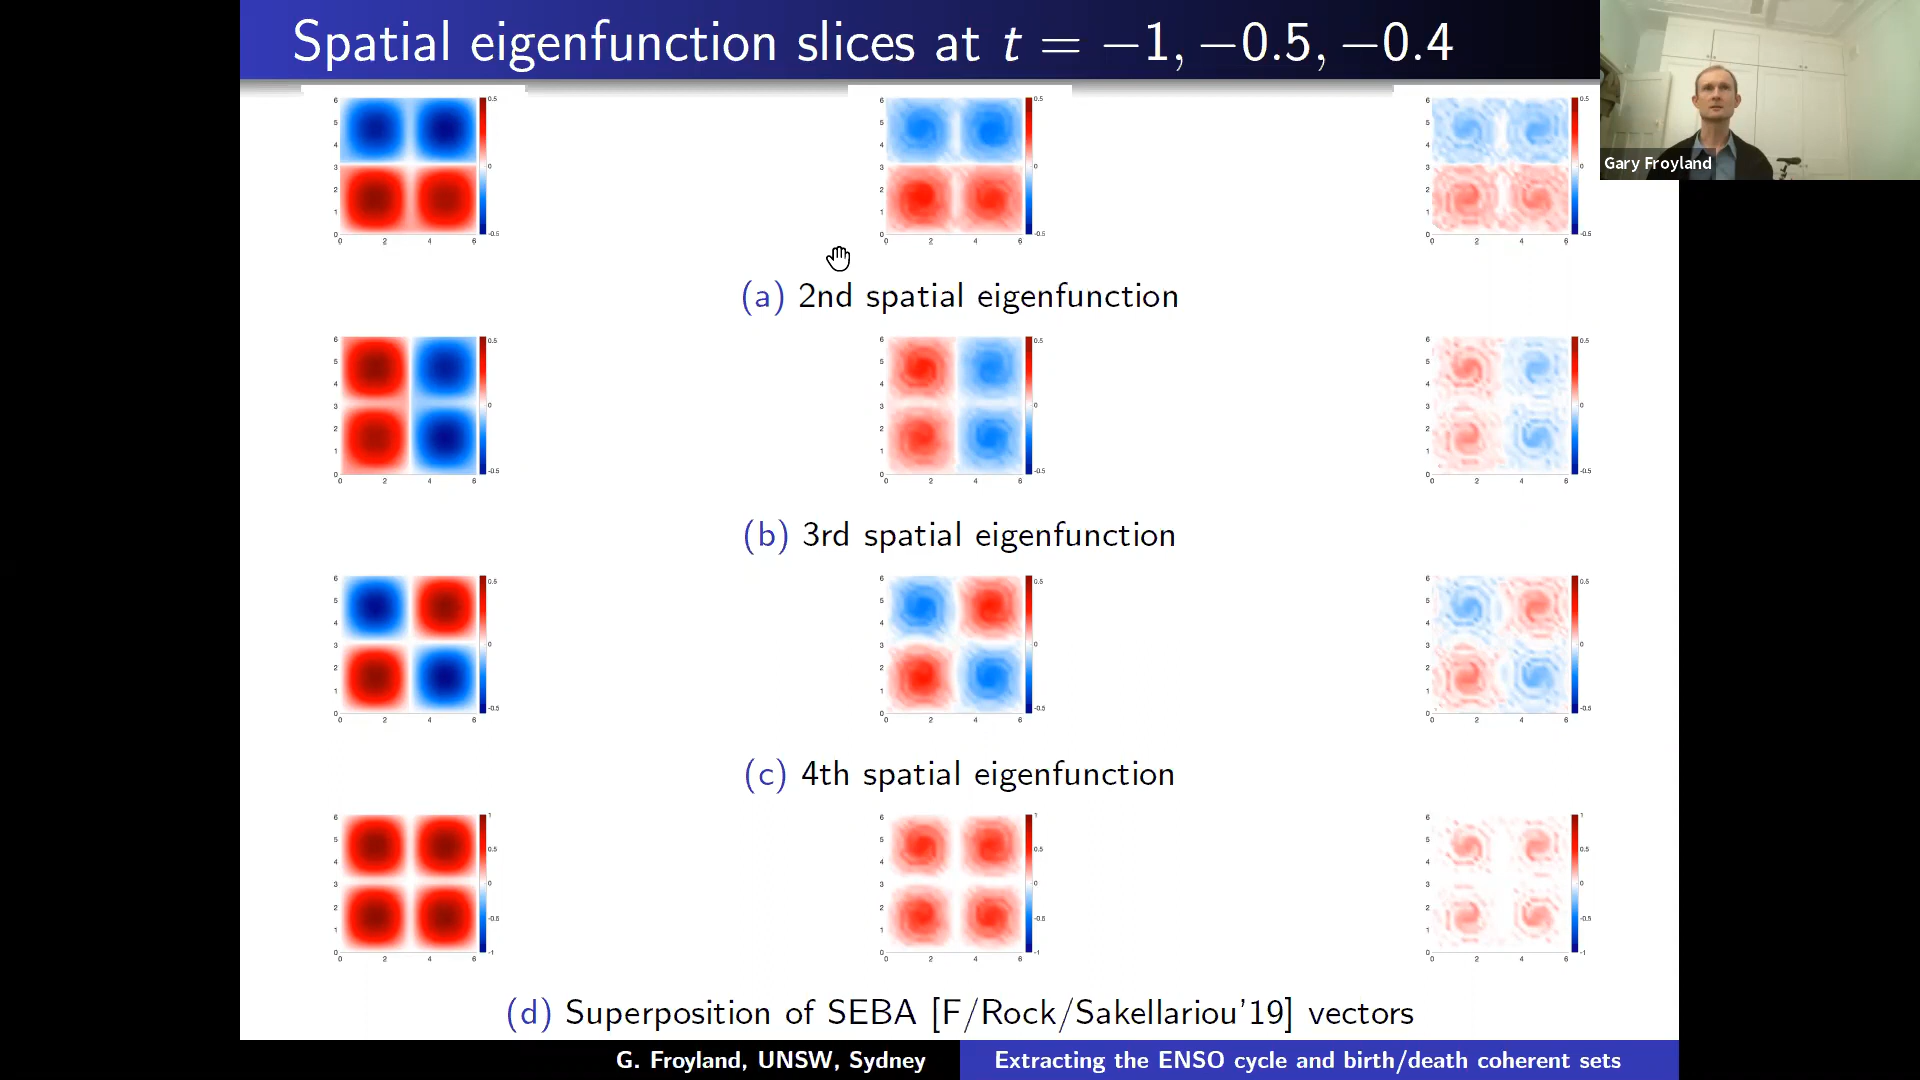 Spatial eigenfunction slices at t = −1, −0.5, −0.4
Gary Froyland
(a) 2nd spatial eigenfunction
(b) 3rd spatial eigenfunction
(c) 4th spatial eigenfunction
(d) Superposition of SEBA [F/Rock/Sakellariou'19] vectors
G. Froyland, UNSW, Sydney
Extracting the ENSO cycle and birth/death coherent sets